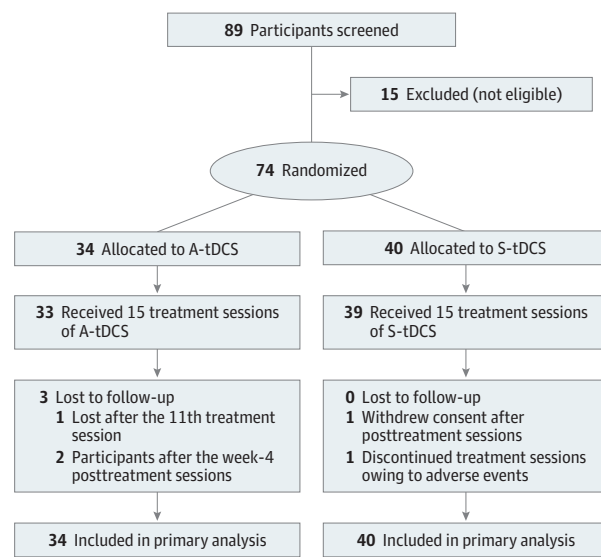 89 Participants screened
15 Excluded (not eligible)
74 Randomized
34 Allocated to A-tDCS
40 Allocated to S-tDCS
33 Received 15 treatment sessions
of A-tDCS
39 Received 15 treatment sessions
of S-tDCS
3 Lost to follow-up
1 Lost after the 11th treatment
session
2 Participants after the week-4
posttreatment sessions
0 Lost to follow-up
1 Withdrew consent after
posttreatment sessions
1 Discontinued treatment sessions
owing to adverse events
34 Included in primary analysis
40 Included in primary analysis